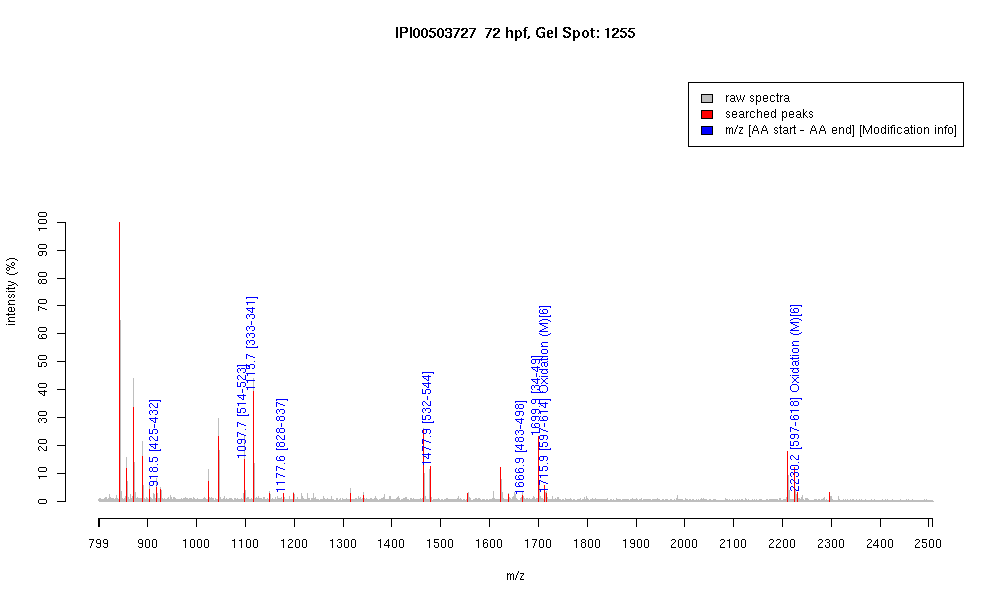 IPI00503727 72 hpf, Gel Spot: 1255
raw spectra
searched peaks
m/z [AA start - AA end] [Modification info]
intensity (%)
100
90
80
70
60
50
40
30
20
10
0
918.5 [425-432]
1097.7 [514-523]
[333-341]
1177.6 [828-837]
1477.9 [532-544]
1666.9 [483-498]
1699.9 [34-49]
1715.9 [597-614] Oxidation (M)[6]
2230.2 [597-618] Oxidation (M)[6]
799 900 1000 1100 1200 1300 1400 1500 1600 1700 1800 1900 2000 2100 2200 2300 2400 2500
m/z